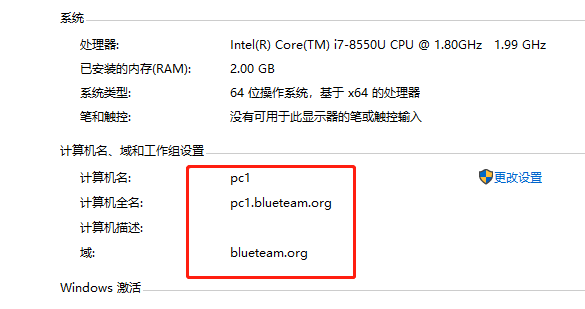 系统
处理器: Intel(R) Core(TM) i7-8550U CPU @ 1.80GHz 1.99 GHz
已安装的内存(RAM): 2.00 GB
系统类型: 64 位操作系统，基于 x64 的处理器
笔和触控: 没有可用于此显示器的笔或触控输入
计算机名、域和工作组设置
计算机名: pc1 更改设置
计算机全名: pc1.blueteam.org
计算机描述:
域: blueteam.org
Windows 激活